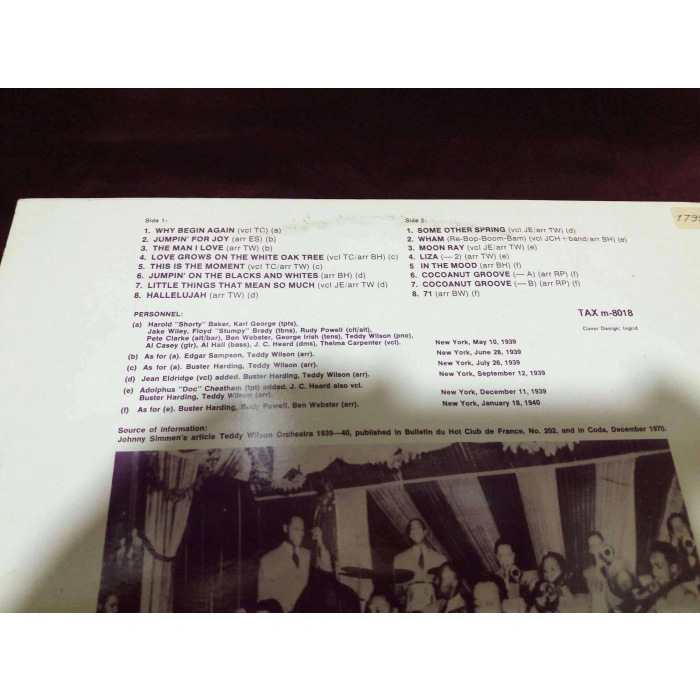 1795
Side 1:
1. WHY BEGIN AGAIN (vcl TC) (a)
2. JUMPIN' FOR JOY (arr ES) (b)
3. THE MAN I LOVE (arr TW) (b)
4. LOVE GROWS ON THE WHITE OAK TREE (vcl TC/arr BH) (c)
5. THIS IS THE MOMENT (vcl TC/arr TW) (c)
6. JUMPIN' ON THE BLACKS AND WHITES (arr BH) (d)
7. LITTLE THINGS THAT MEAN SO MUCH (vcl JE/arr TW (d)
8. HALLELUJAH (arr TW) (d)
Side 2:
1. SOME OTHER SPRING (vcl JE/arr TW) (d)
2. WHAM (Re-Bop-Boom-Bam) (vcl JCH+band/arr BH) (e)
3. MOON RAY (vcl JE/arr TW) (e)
4. LIZA (— 2) (arr TW) (e)
5 IN THE MOOD (arr BH) (f)
6. COCOANUT GROOVE (— A) (arr RP) (f)
7. COCOANUT GROOVE (— B) (arr RP) (f)
8. 71 (arr BW) (f)
TAX m-8018
Cover Design: Ingrid
PERSONNEL:
(a) Harold "Shorty" Baker, Karl George (tpts),
Jake Wiley, Floyd "Stumpy" Brady (tbns), Rudy Powell (clt/alt),
Pete Clarke (alt/bar), Ben Webster, George Irish (tens), Teddy Wilson (pno),
Al Casey (gtr), Al Hall (bass), J. C. Heard (dms), Thelma Carpenter (vcl). New York, May 10, 1939
(b) As for (a). Edgar Sampson, Teddy Wilson (arr). New York, June 28, 1939
(c) As for (a). Buster Harding, Teddy Wilson (arr). New York, July 26, 1939
(d) Jean Eldridge (vcl) added. Buster Harding, Teddy Wilson (arr). New York, September 12, 1939
(e) Adolphus "Doc" Cheatham (tpt) added. J. C. Heard also vcl.
Buster Harding, Teddy Wilson (arr). New York, December 11, 1939
(f) As for (e). Buster Harding, Rudy Powell, Ben Webster (arr). New York, January 18, 1940
Source of information:
Johnny Simmen's article Teddy Wilson Orchestra 1939—40, published in Bulletin du Hot Club de France, No. 202, and in Coda, December 1970.